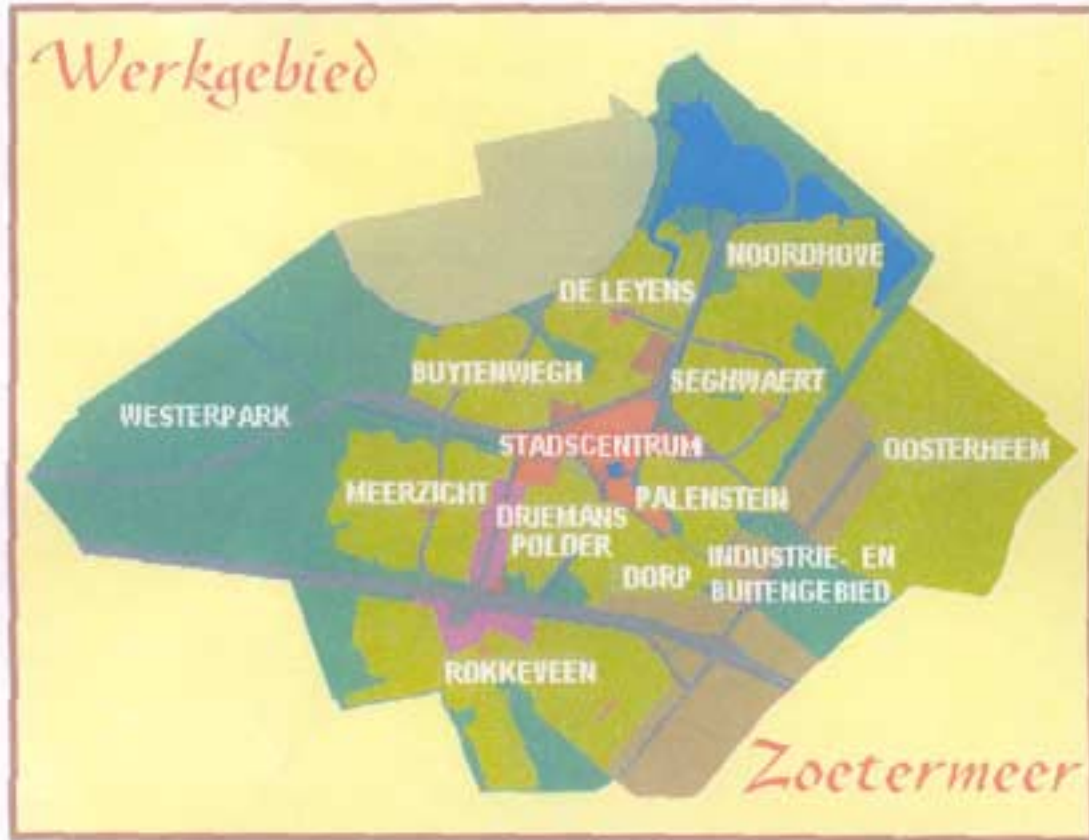 Werkgebied
NOORDHOVE
DE LEYENS
BUYTENWEGH
SEGHWAERT
WESTERPARK
STADSCENTRUM
OOSTERHEEM
MEERZICHT
DRIEMANS
POLDER
PALENSTEIN
INDUSTRIE- EN
BUITENGEBIED
DORP
ROKKEVEEN
Zoetermeer